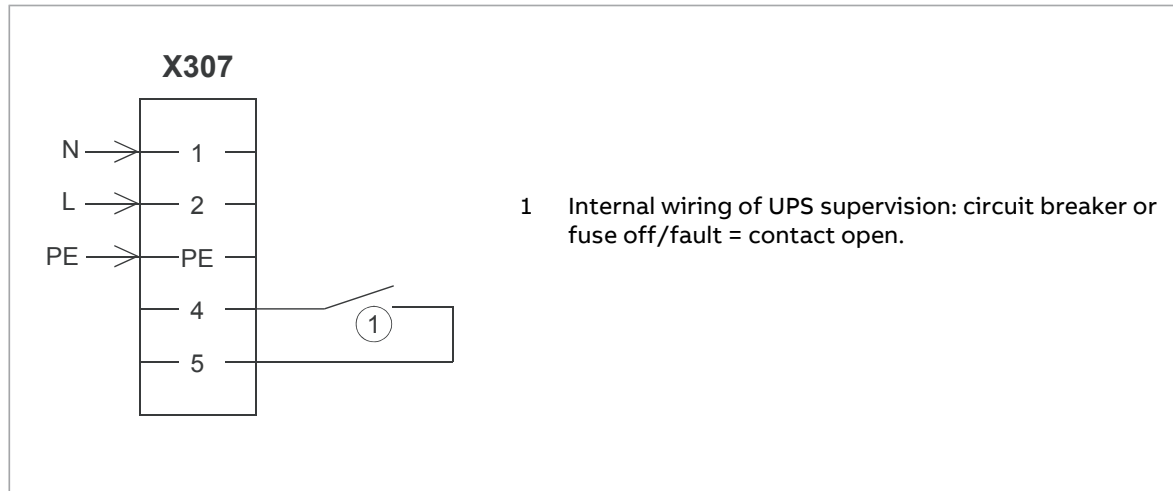 X307
N 1
L 2
PE PE
4
1
5
1 Internal wiring of UPS supervision: circuit breaker or
fuse off/fault = contact open.